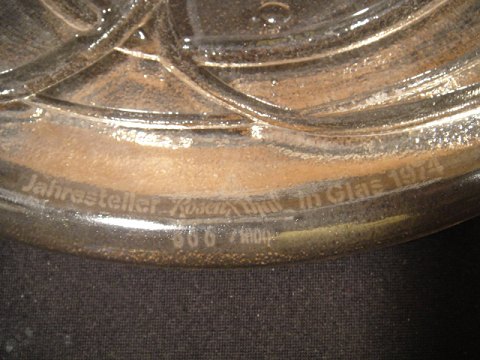 Jahresteller Rosenthal in Glas 1974